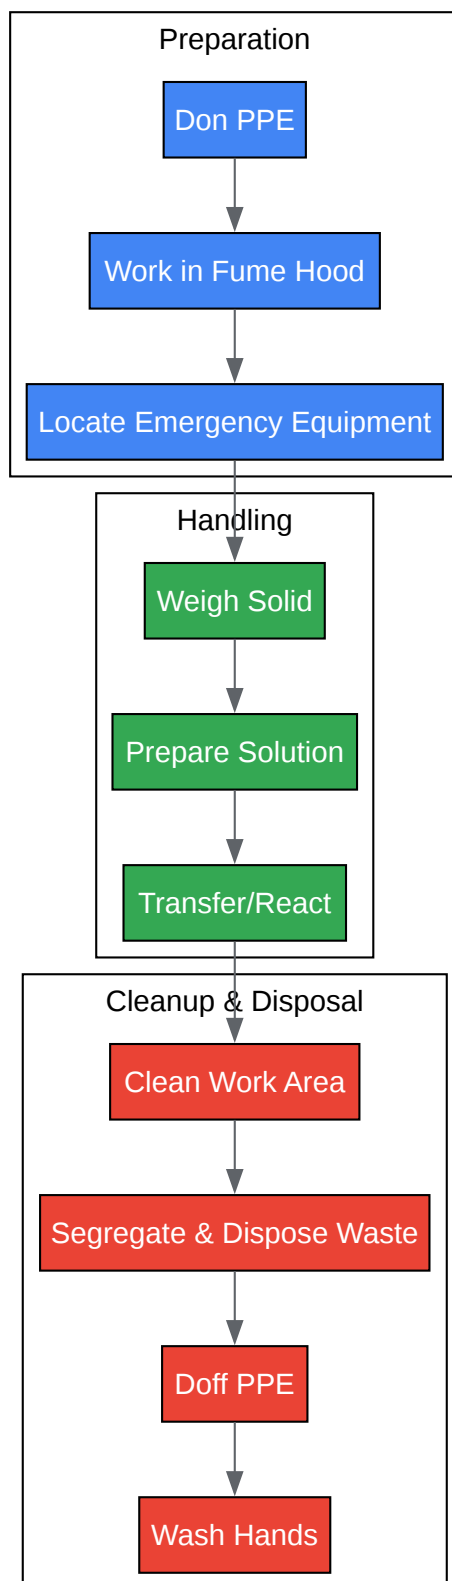 Preparation
Don PPE
Work in Fume Hood
Locate Emergency Equipment
Handling
Weigh Solid
Prepare Solution
Transfer/React
Cleanup & Disposal
Clean Work Area
Segregate & Dispose Waste
Doff PPE
Wash Hands